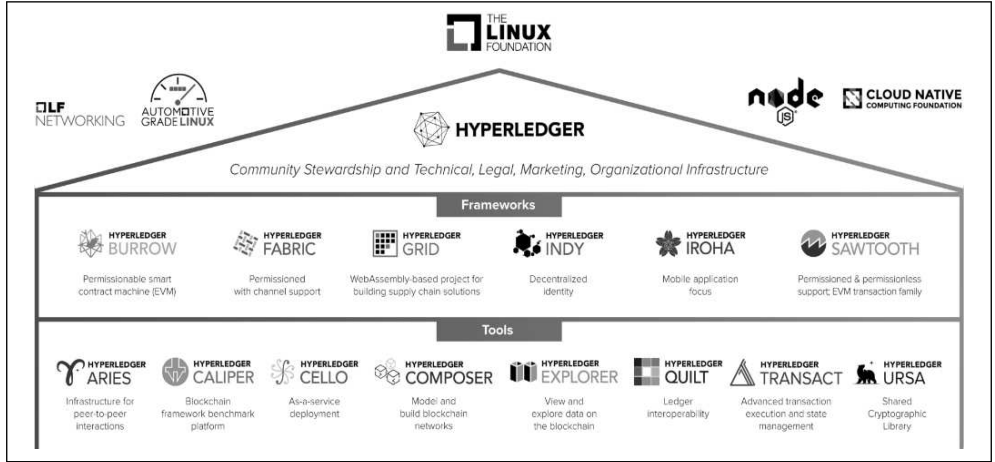 THE
LINUX
FOUNDATION
LF
NETWORKING
AUTOMOTIVE
GRADE LINUX
node
JS
CLOUD NATIVE
COMPUTING FOUNDATION
HYPERLEDGER
Community Stewardship and Technical, Legal, Marketing, Organizational Infrastructure
Frameworks
HYPERLEDGER
BURROW
Permissionable smart
contract machine (EVM)
HYPERLEDGER
FABRIC
Permissioned
with channel support
HYPERLEDGER
GRID
WebAssembly-based project for
building supply chain solutions
HYPERLEDGER
INDY
Decentralized
identity
HYPERLEDGER
IROHA
Mobile application
focus
HYPERLEDGER
SAWTOOTH
Permissioned & permissionless
support; EVM transaction family
Tools
HYPERLEDGER
ARIES
Infrastructure for
peer-to-peer
interactions
HYPERLEDGER
CALIPER
Blockchain
framework benchmark
platform
HYPERLEDGER
CELLO
As-a-service
deployment
HYPERLEDGER
COMPOSER
Model and
build blockchain
networks
HYPERLEDGER
EXPLORER
View and
explore data on
the blockchain
HYPERLEDGER
QUILT
Ledger
interoperability
HYPERLEDGER
TRANSACT
Advanced transaction
execution and state
management
HYPERLEDGER
URSA
Shared
Cryptographic
Library